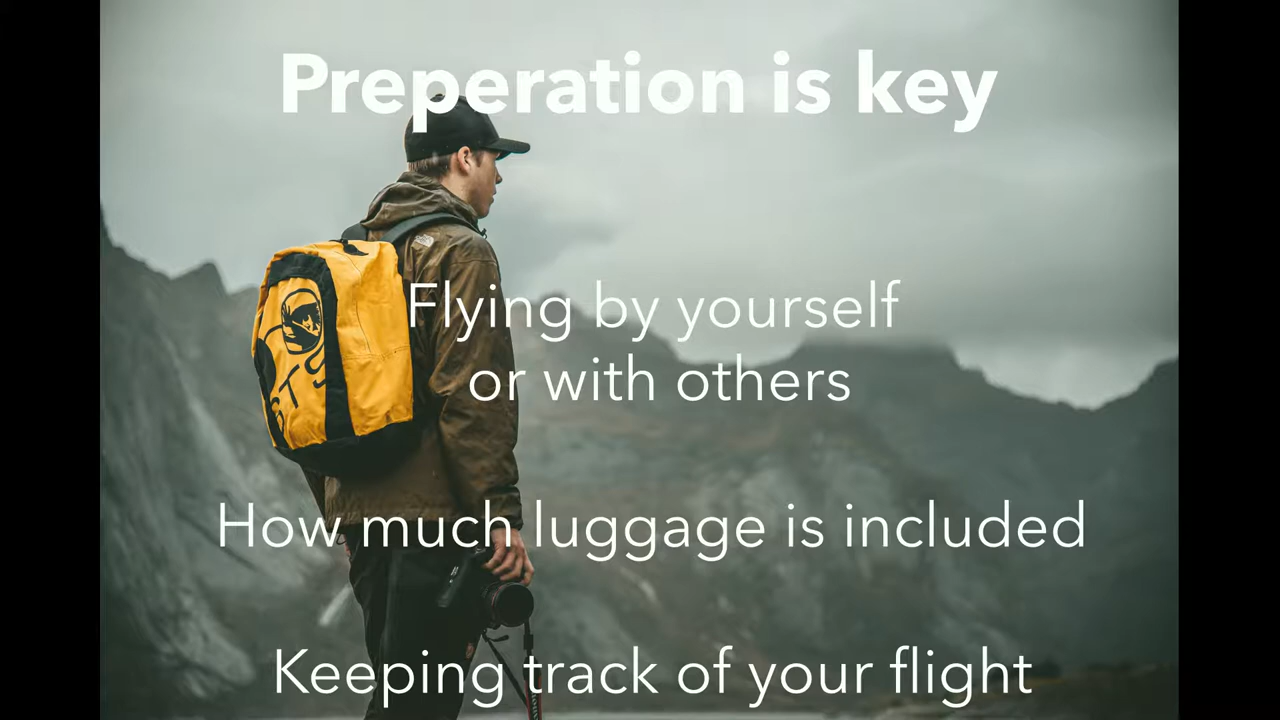 Preperation is key
Flying by yourself
or with others
How much luggage is included
Keeping track of your flight